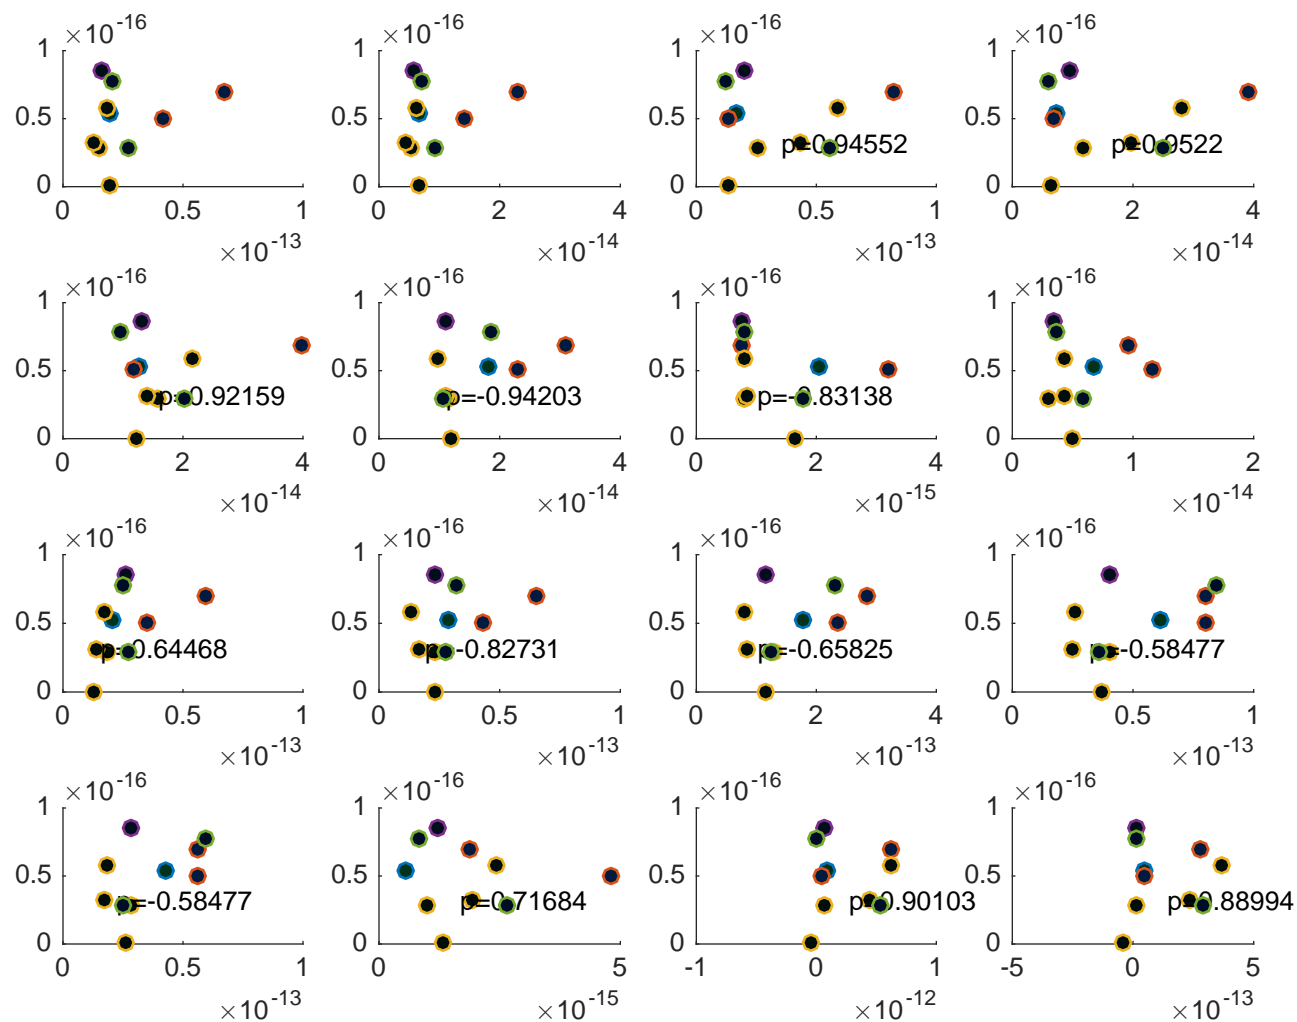 ×10-16 ×10-16 ×10-16 ×10-16
1 1 1 1
0.5 0.5 0.5 0.5
p=0.94552 p=0.9522
0 0 0 0
0 0.5 1 0 2 4 0 0.5 1 0 2 4
×10-13 ×10-14 ×10-13 ×10-14
×10-16 ×10-16 ×10-16 ×10-16
1 1 1 1
0.5 0.5 0.5 0.5
p=0.92159 p=-0.94203 p=-0.83138
0 0 0 0
0 2 4 0 2 4 0 2 4 0 1 2
×10-14 ×10-14 ×10-15 ×10-14
×10-16 ×10-16 ×10-16 ×10-16
1 1 1 1
0.5 0.5 0.5 0.5
p=0.64468 p=-0.82731 p=-0.65825 p=-0.58477
0 0 0 0
0 0.5 1 0 0.5 1 0 2 4 0 0.5 1
×10-13 ×10-13 ×10-13 ×10-13
×10-16 ×10-16 ×10-16 ×10-16
1 1 1 1
0.5 0.5 0.5 0.5
p=-0.58477 p=0.71684 p=0.90103 p=0.88994
0 0 0 0
0 0.5 1 0 5 -1 0 1 -5 0 5
×10-13 ×10-15 ×10-12 ×10-13